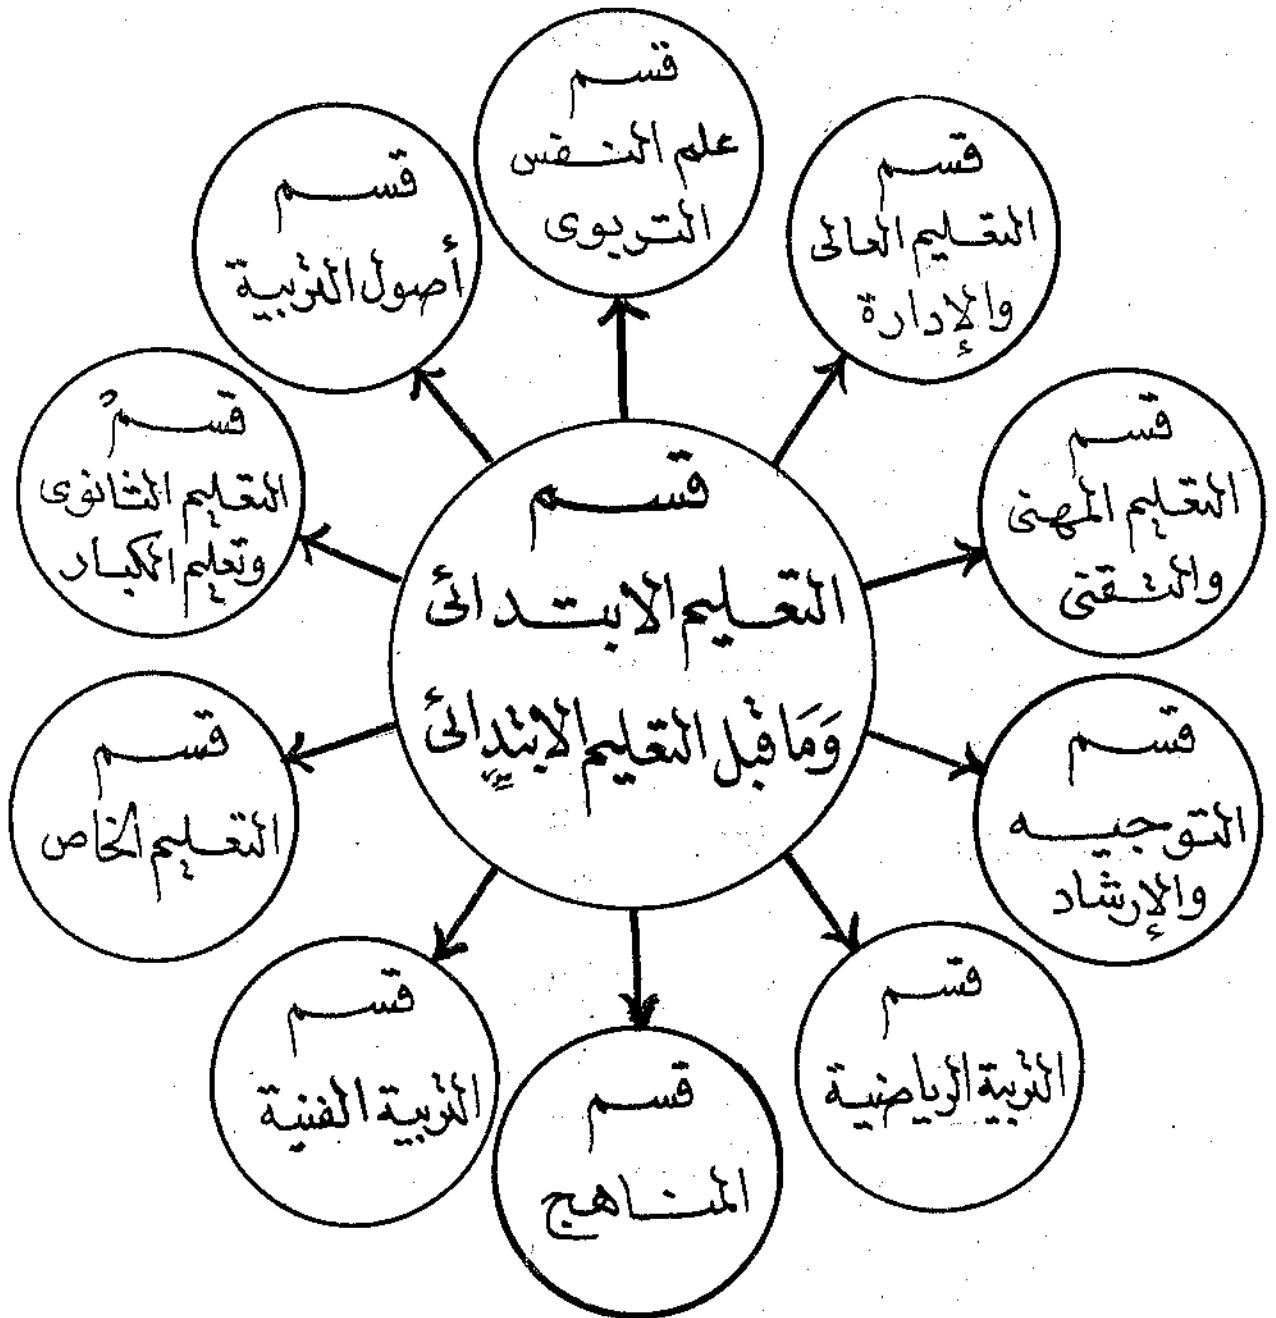 قسم
علم النفس
التربوى
قسم
التعليم العالى
والإدارة
قسم
أصول التربية
قسم
التعليم المهنى
والتقنى
قسم
التعليم الثانوى
وتعليم الكبار
قسم
التعليم الابتدائى
وَمَا قبل التعليم الابتدائى
قسم
التوجيه
والإرشاد
قسم
التعليم الخاص
قسم
التربية الرياضية
قسم
التربية الفنية
قسم
المناهج